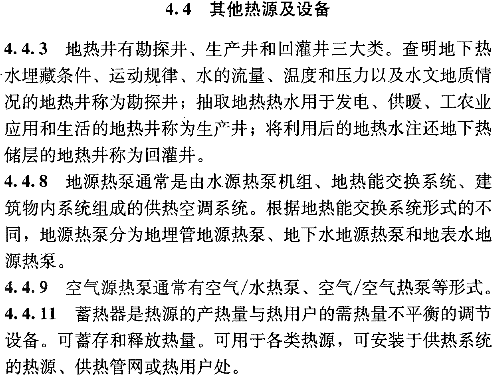 4.4 其他热源及设备
4.4.3 地热井有勘探井、生产井和回灌井三大类。查明地下热
水埋藏条件、运动规律、水的流量、温度和压力以及水文地质情
况的地热井称为勘探井；抽取地热热水用于发电、供暖、工农业
应用和生活的地热井称为生产井；将利用后的地热水注还地下热
储层的地热井称为回灌井。
4.4.8 地源热泵通常是由水源热泵机组、地热能交换系统、建
筑物内系统组成的供热空调系统。根据地热能交换系统形式的不
同，地源热泵分为地埋管地源热泵、地下水地源热泵和地表水地
源热泵。
4.4.9 空气源热泵通常有空气/水热泵、空气/空气热泵等形式。
4.4.11 蓄热器是热源的产热量与热用户的需热量不平衡的调节
设备。可蓄存和释放热量。可用于各类热源，可安装于供热系统
的热源、供热管网或热用户处。